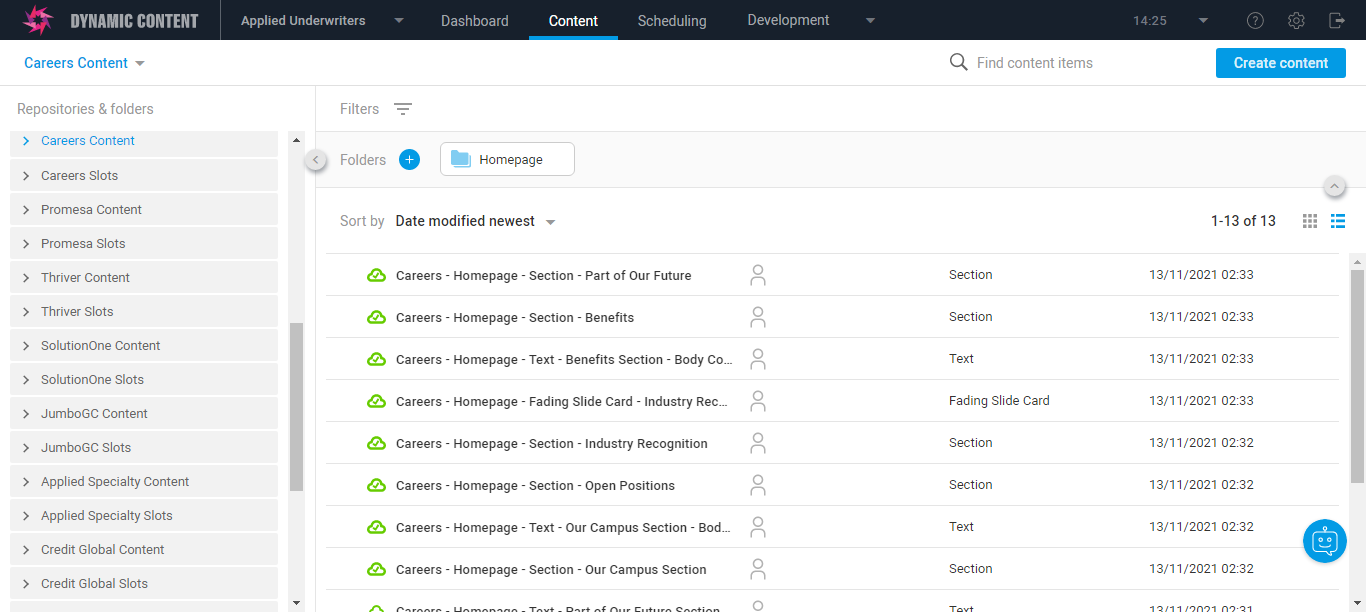 DYNAMIC CONTENT
Applied Underwriters
Dashboard
Content
Scheduling
Development
14:25
Careers Content
Find content items
Create content
Repositories & folders
Careers Content
Careers Slots
Promesa Content
Promesa Slots
Thriver Content
Thriver Slots
SolutionOne Content
SolutionOne Slots
JumboGC Content
JumboGC Slots
Applied Specialty Content
Applied Specialty Slots
Credit Global Content
Credit Global Slots
Filters
Folders
Homepage
Sort by Date modified newest
1-13 of 13
Careers - Homepage - Section - Part of Our Future Section 13/11/2021 02:33
Careers - Homepage - Section - Benefits Section 13/11/2021 02:33
Careers - Homepage - Text - Benefits Section - Body Co... Text 13/11/2021 02:33
Careers - Homepage - Fading Slide Card - Industry Rec... Fading Slide Card 13/11/2021 02:33
Careers - Homepage - Section - Industry Recognition Section 13/11/2021 02:32
Careers - Homepage - Section - Open Positions Section 13/11/2021 02:32
Careers - Homepage - Text - Our Campus Section - Bod... Text 13/11/2021 02:32
Careers - Homepage - Section - Our Campus Section Section 13/11/2021 02:32
Careers - Homepage - Text - Part of Our Future Section Text 13/11/2021 02:31